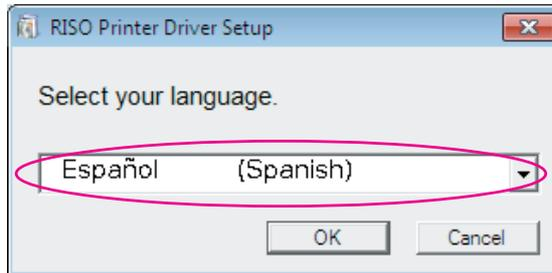 RISO Printer Driver Setup
Select your language.
Español (Spanish)
OK Cancel